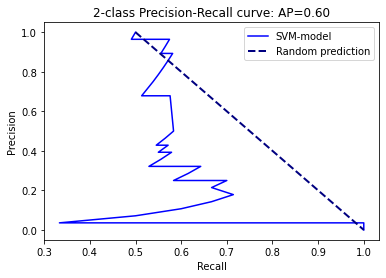 2-class Precision-Recall curve: AP=0.60
SVM-model
Random prediction
Precision
1.0
0.8
0.6
0.4
0.2
0.0
0.3 0.4 0.5 0.6 0.7 0.8 0.9 1.0
Recall